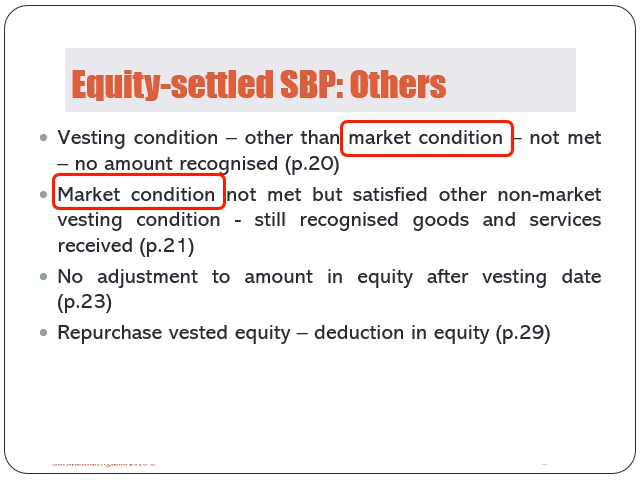 Equity-settled SBP: Others
• Vesting condition – other than market condition – not met
– no amount recognised (p.20)
• Market condition not met but satisfied other non-market
vesting condition - still recognised goods and services
received (p.21)
• No adjustment to amount in equity after vesting date
(p.23)
• Repurchase vested equity – deduction in equity (p.29)